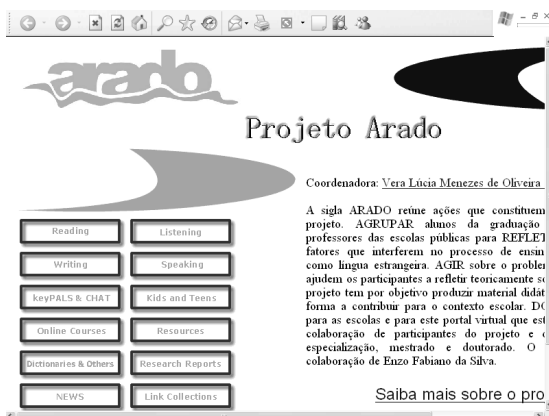 arado
Projeto Arado
Coordenadora: Vera Lúcia Menezes de Oliveira
A sigla ARADO reúne ações que constituem
projeto. AGRUPAR alunos da graduação
professores das escolas públicas para REFLET
fatores que interferem no processo de ensin
como língua estrangeira. AGIR sobre o problem
ajudem os participantes a refletir teoricamente s
projeto tem por objetivo produzir material didát
forma a contribuir para o contexto escolar. DO
para as escolas e para este portal virtual que est
colaboração de participantes do projeto e
especialização, mestrado e doutorado. O
colaboração de Enzo Fabiano da Silva.
Saiba mais sobre o pro
Reading
Listening
Writing
Speaking
keyPALS & CHAT
Kids and Teens
Online Courses
Resources
Dictionaries & Others
Research Reports
NEWS
Link Collections